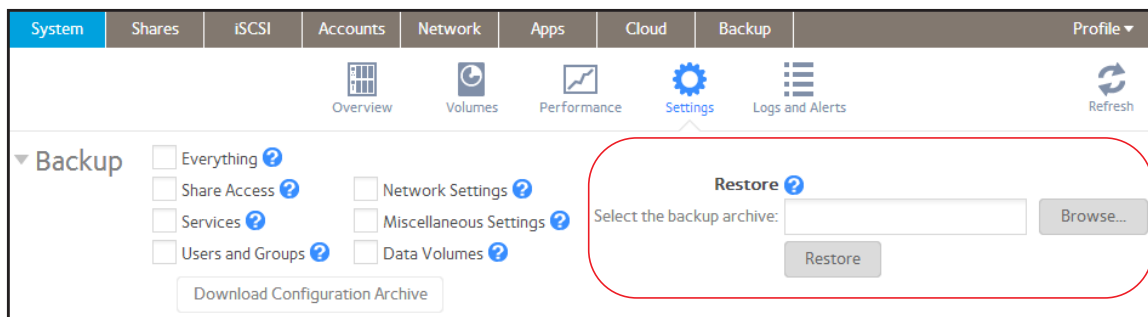 System Shares iSCSI Accounts Network Apps Cloud Backup Profile
Overview Volumes Performance Settings Logs and Alerts Refresh
Backup
Everything ?
Share Access ? Network Settings ?
Services ? Miscellaneous Settings ?
Users and Groups ? Data Volumes ?
Download Configuration Archive
Restore ?
Select the backup archive: Browse...
Restore